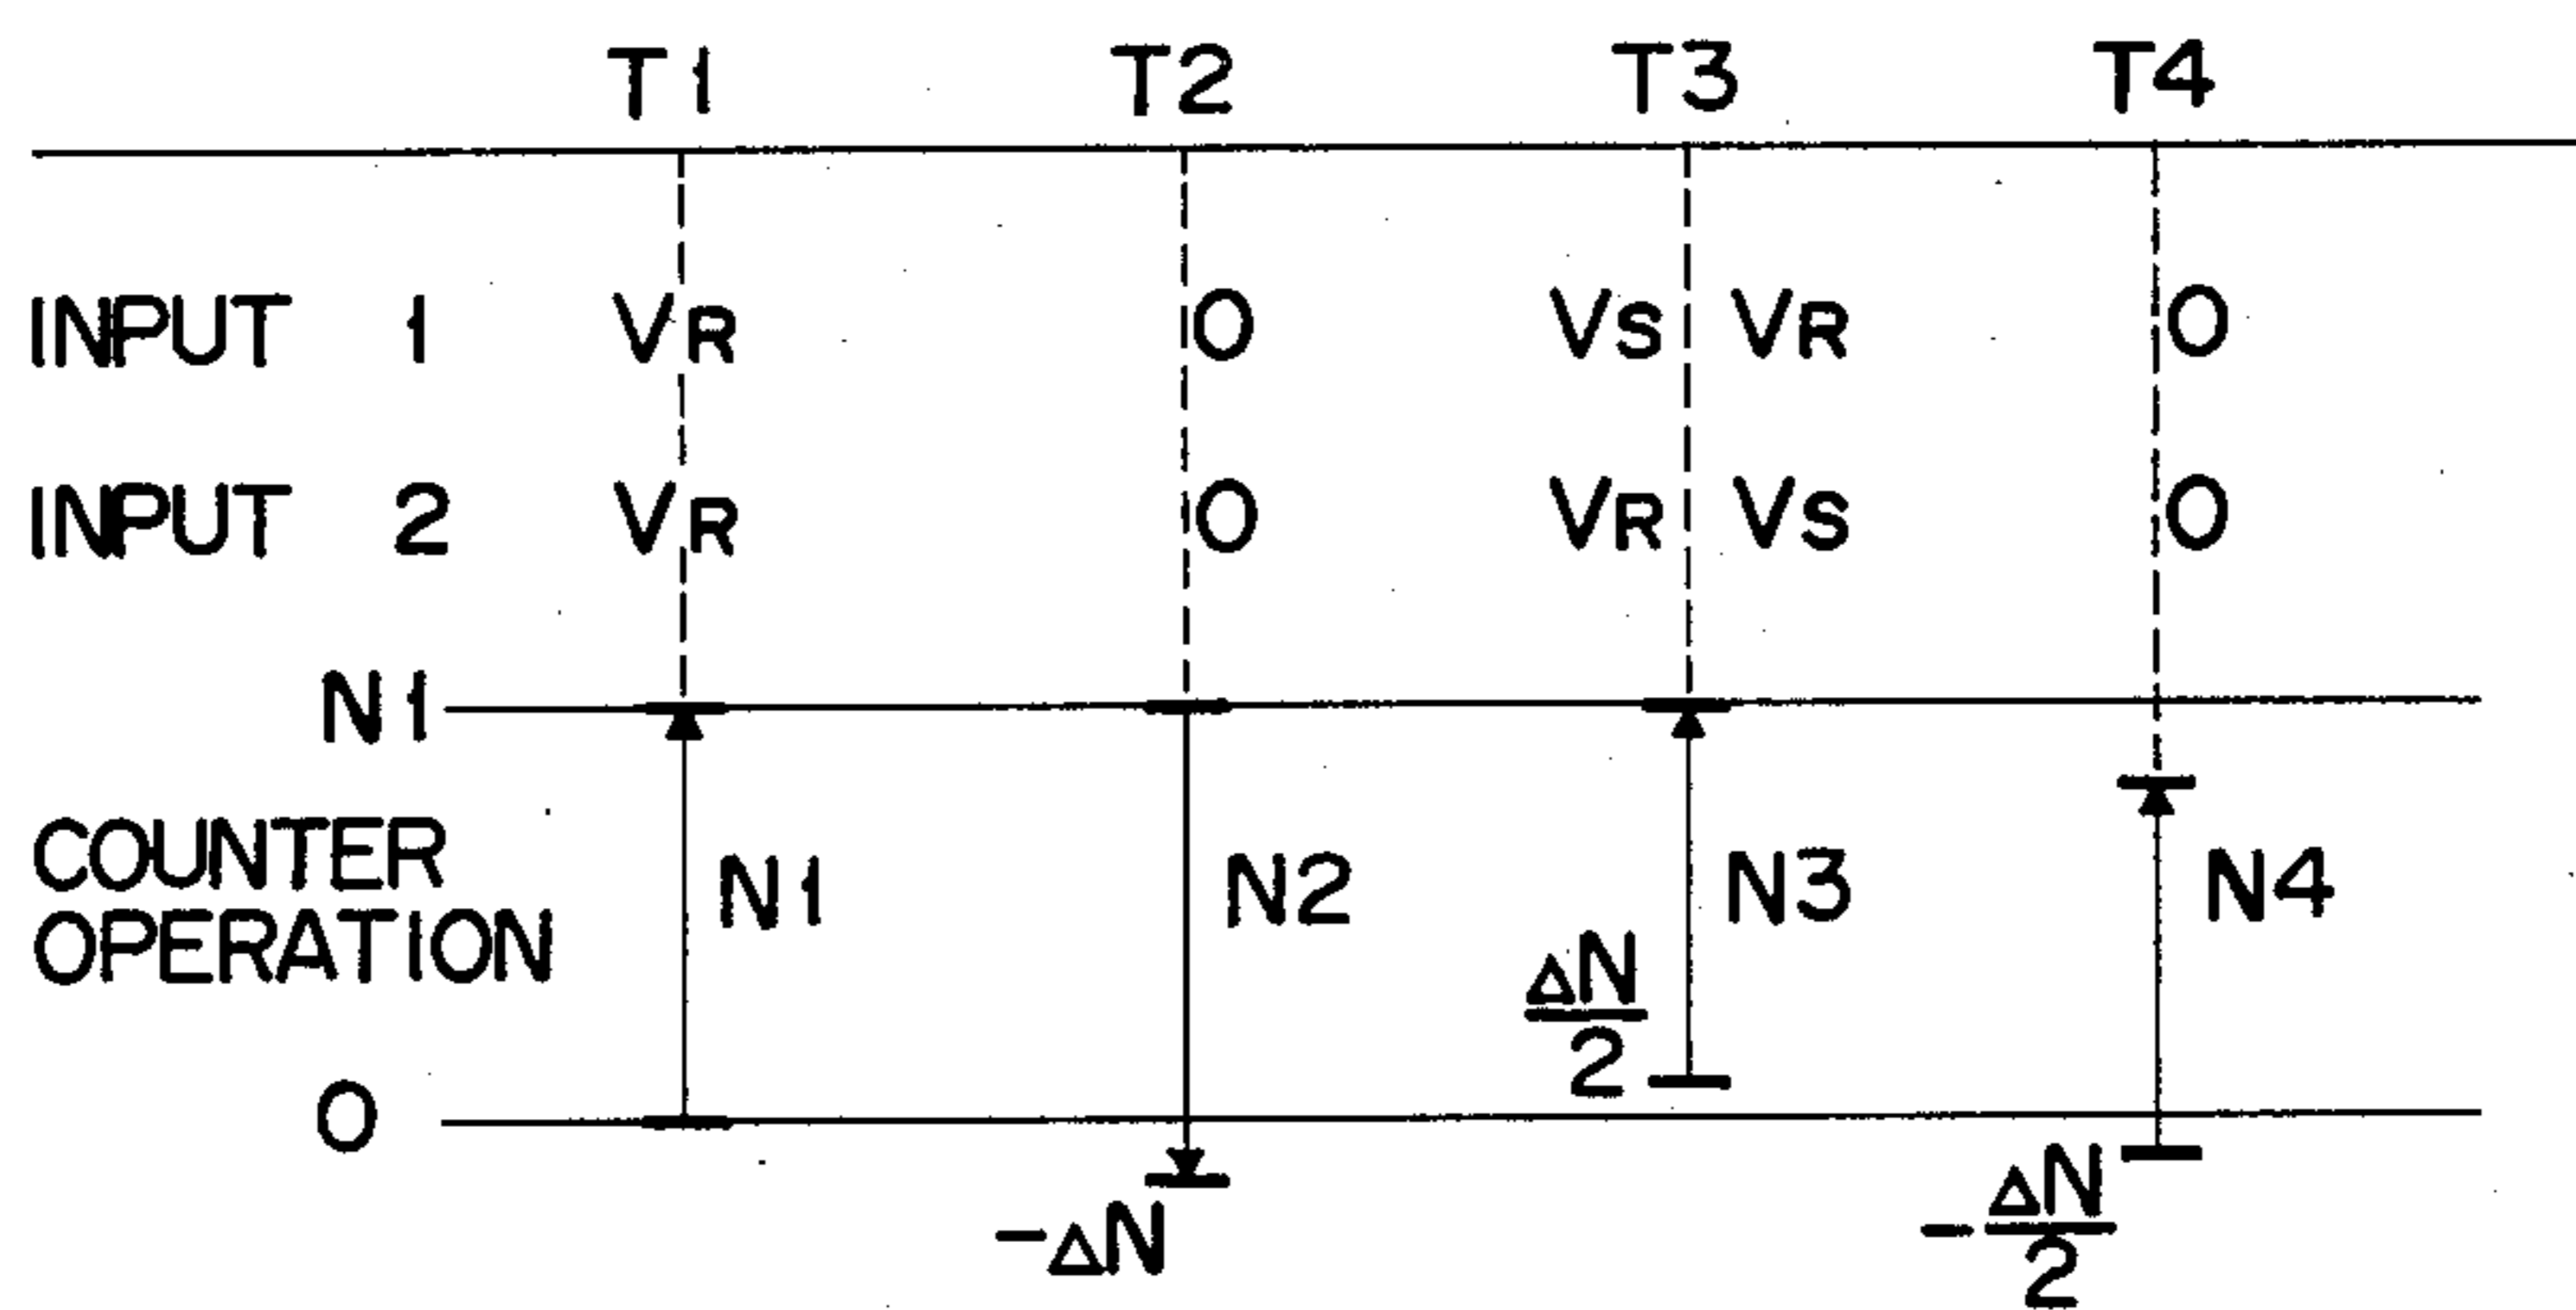 T1 T2 T3 T4
INPUT 1 VR 0 VS VR 0
INPUT 2 VR 0 VR VS 0
N1
COUNTER
OPERATION
N1 N2 N3 N4
ΔN
2
0
-ΔN
-ΔN
2